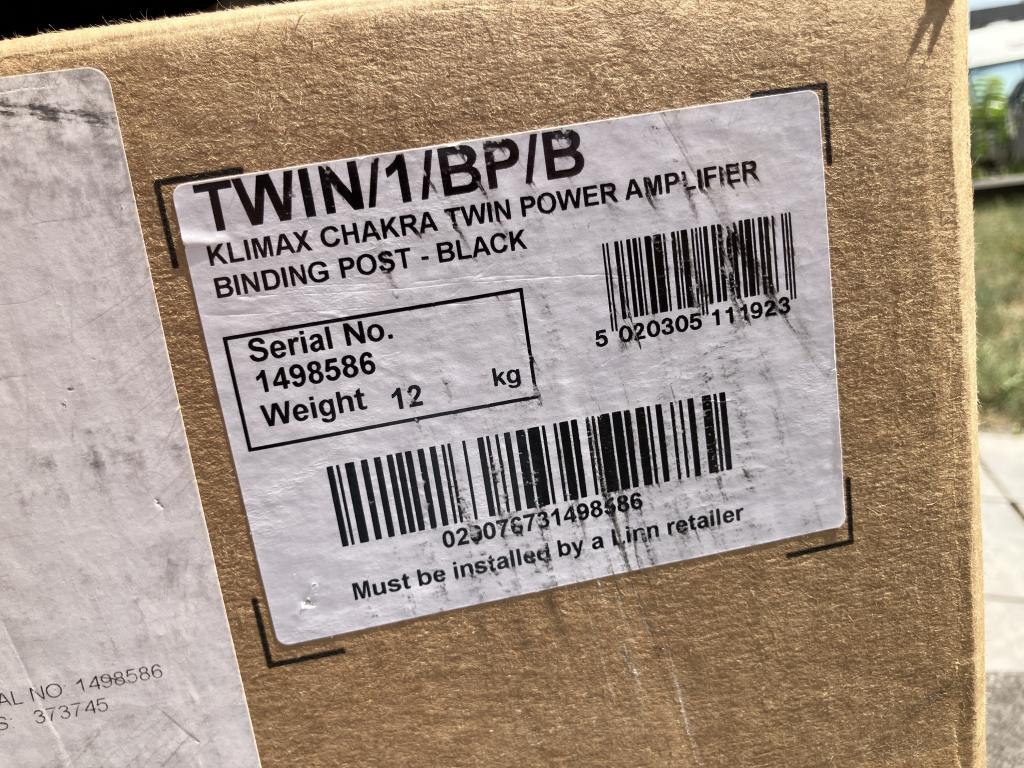 TWIN/1/BP/B
KLIMAX CHAKRA TWIN POWER AMPLIFIER
BINDING POST - BLACK
5 020305 111923
Serial No.
1498586
Weight 12 kg
Must be installed by a Linn retailer
AL NO 1498586
S: 373745